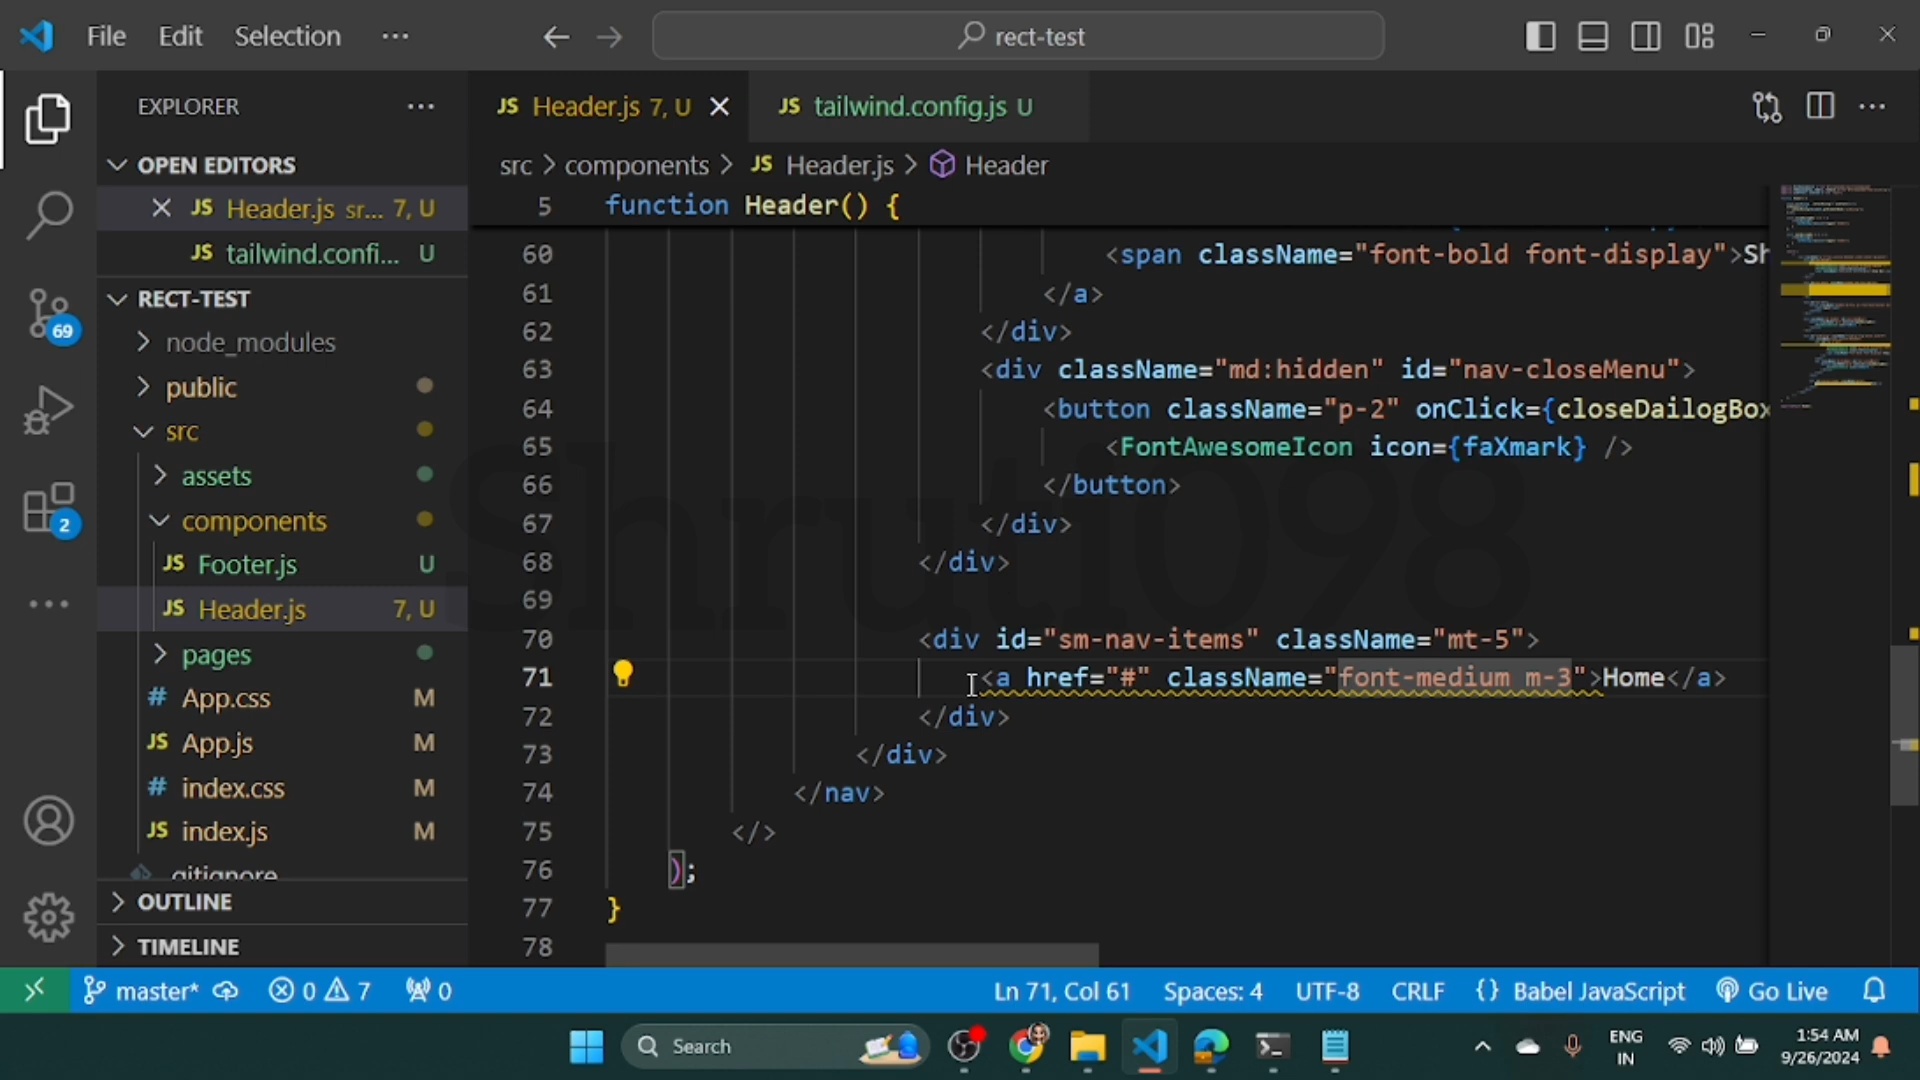 File Edit Selection ··· rect-test
EXPLORER ···
OPEN EDITORS
JS Header.js sr... 7, U
JS tailwind.confi... U
RECT-TEST
node_modules
public
src
assets
components
JS Footer.js U
JS Header.js 7, U
pages
# App.css M
JS App.js M
# index.css M
JS index.js M
.gitignore
OUTLINE
TIMELINE
69
2
JS Header.js 7, U JS tailwind.config.js U
src > components > JS Header.js > Header
5 function Header() {
60 <span className="font-bold font-display">Sh
61 </a>
62 </div>
63 <div className="md:hidden" id="nav-closeMenu">
64 <button className="p-2" onClick={closeDailogBox
65 <FontAwesomeIcon icon={faXmark} />
66 </button>
67 </div>
68 </div>
69
70 <div id="sm-nav-items" className="mt-5">
71 <a href="#" className="font-medium m-3">Home</a>
72 </div>
73 </div>
74 </nav>
75 </>
76 );
77 }
78
Shruti098
master* 0 7 0 Ln 71, Col 61 Spaces: 4 UTF-8 CRLF {} Babel JavaScript Go Live
Search ENG IN 1:54 AM 9/26/2024